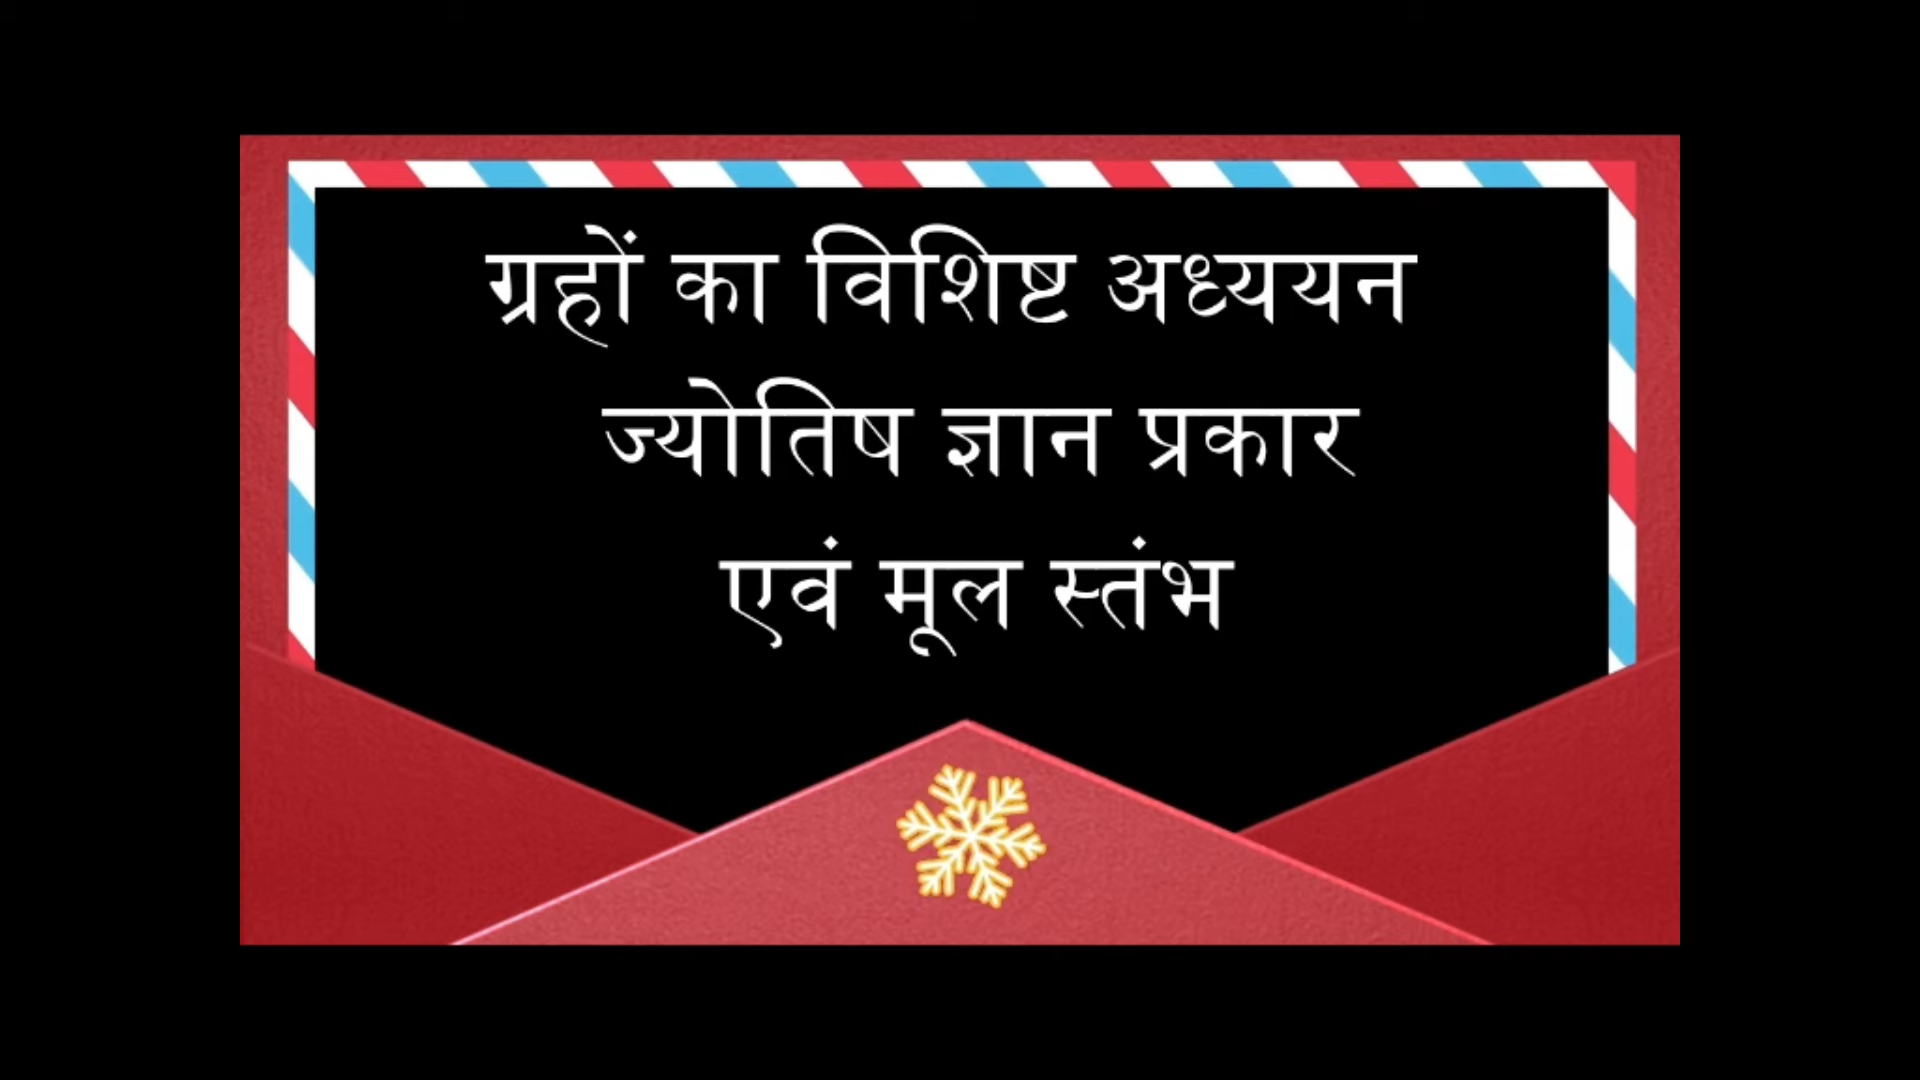 ग्रहों का विशिष्ट अध्ययन
ज्योतिष ज्ञान प्रकार
एवं मूल स्तंभ